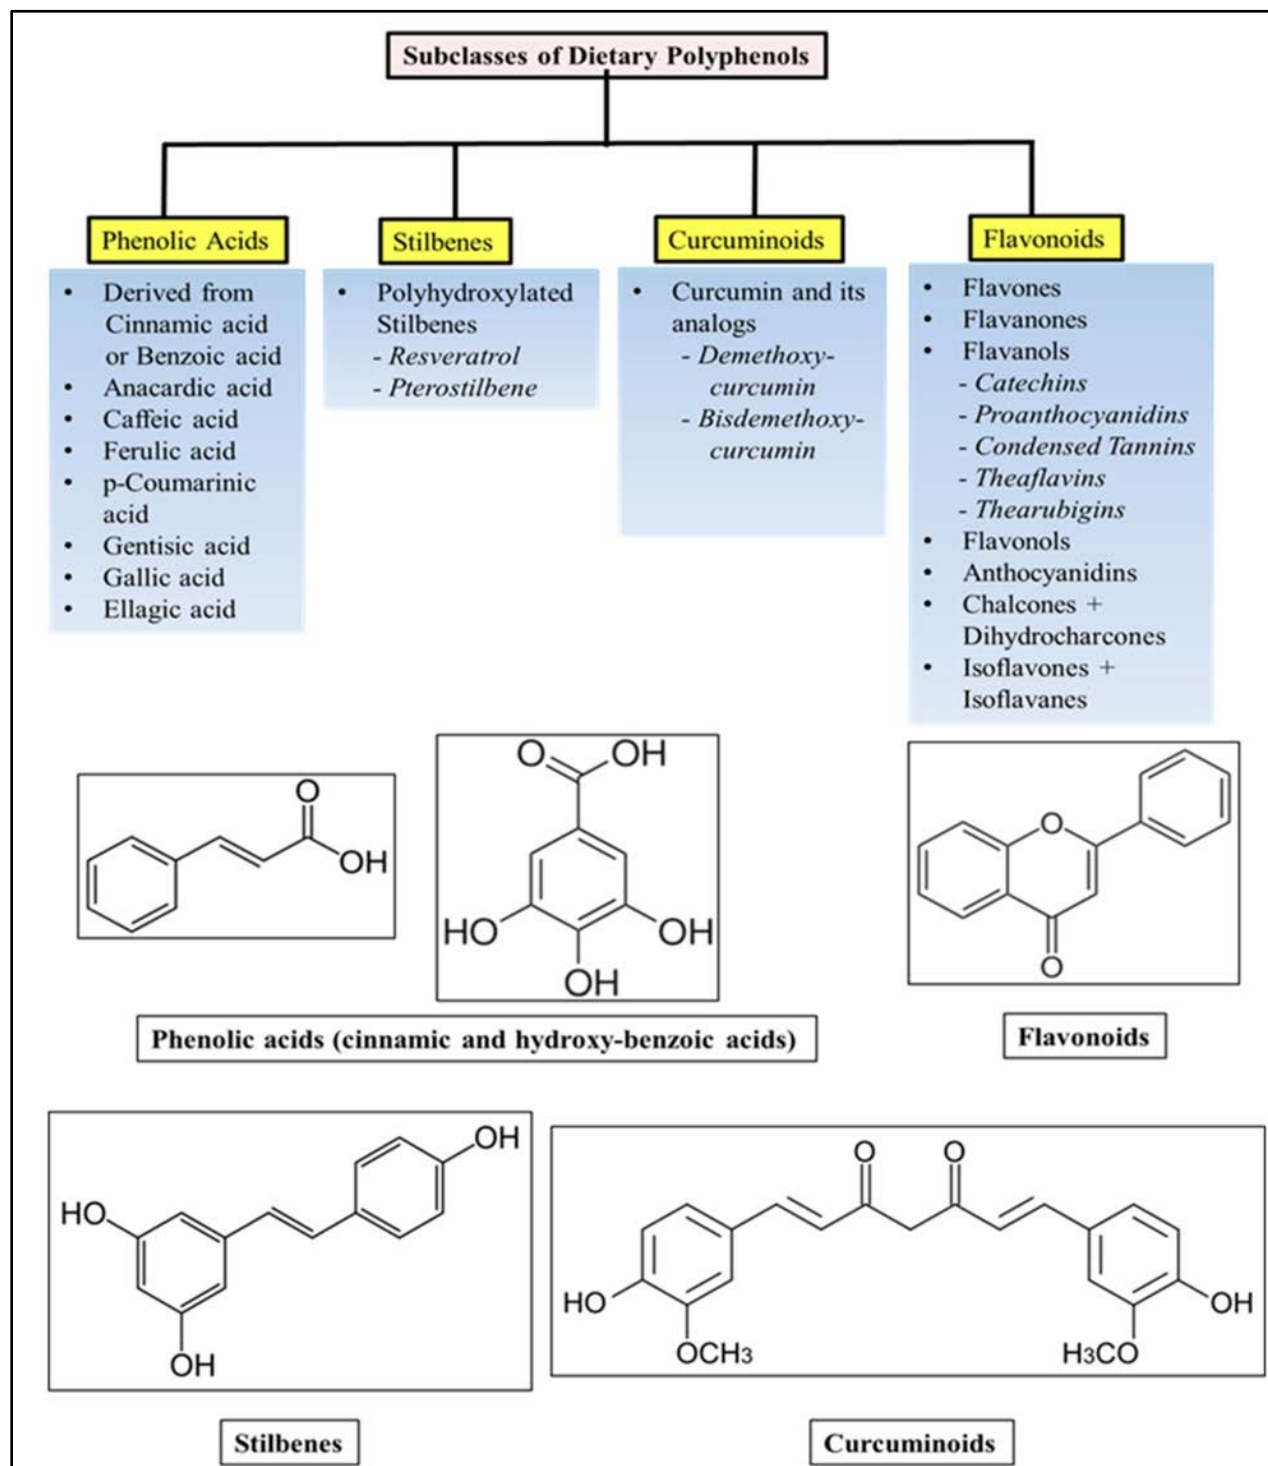 Subclasses of Dietary Polyphenols
Phenolic Acids
• Derived from
Cinnamic acid
or Benzoic acid
• Anacardic acid
• Caffeic acid
• Ferulic acid
• p-Coumarinic
acid
• Gentisic acid
• Gallic acid
• Ellagic acid
Stilbenes
• Polyhydroxylated
Stilbenes
- Resveratrol
- Pterostilbene
Curcuminoids
• Curcumin and its
analogs
- Demethoxy-
curcumin
- Bisdemethoxy-
curcumin
Flavonoids
• Flavones
• Flavanones
• Flavanols
- Catechins
- Proanthocyanidins
- Condensed Tannins
- Theaflavins
- Thearubigins
• Flavonols
• Anthocyanidins
• Chalcones +
Dihydrocharcones
• Isoflavones +
Isoflavanes
O
OH
O OH
HO OH
OH
Phenolic acids (cinnamic and hydroxy-benzoic acids)
O
O
Flavonoids
OH
HO
OH
Stilbenes
O O
HO OH
OCH3 H3CO
Curcuminoids